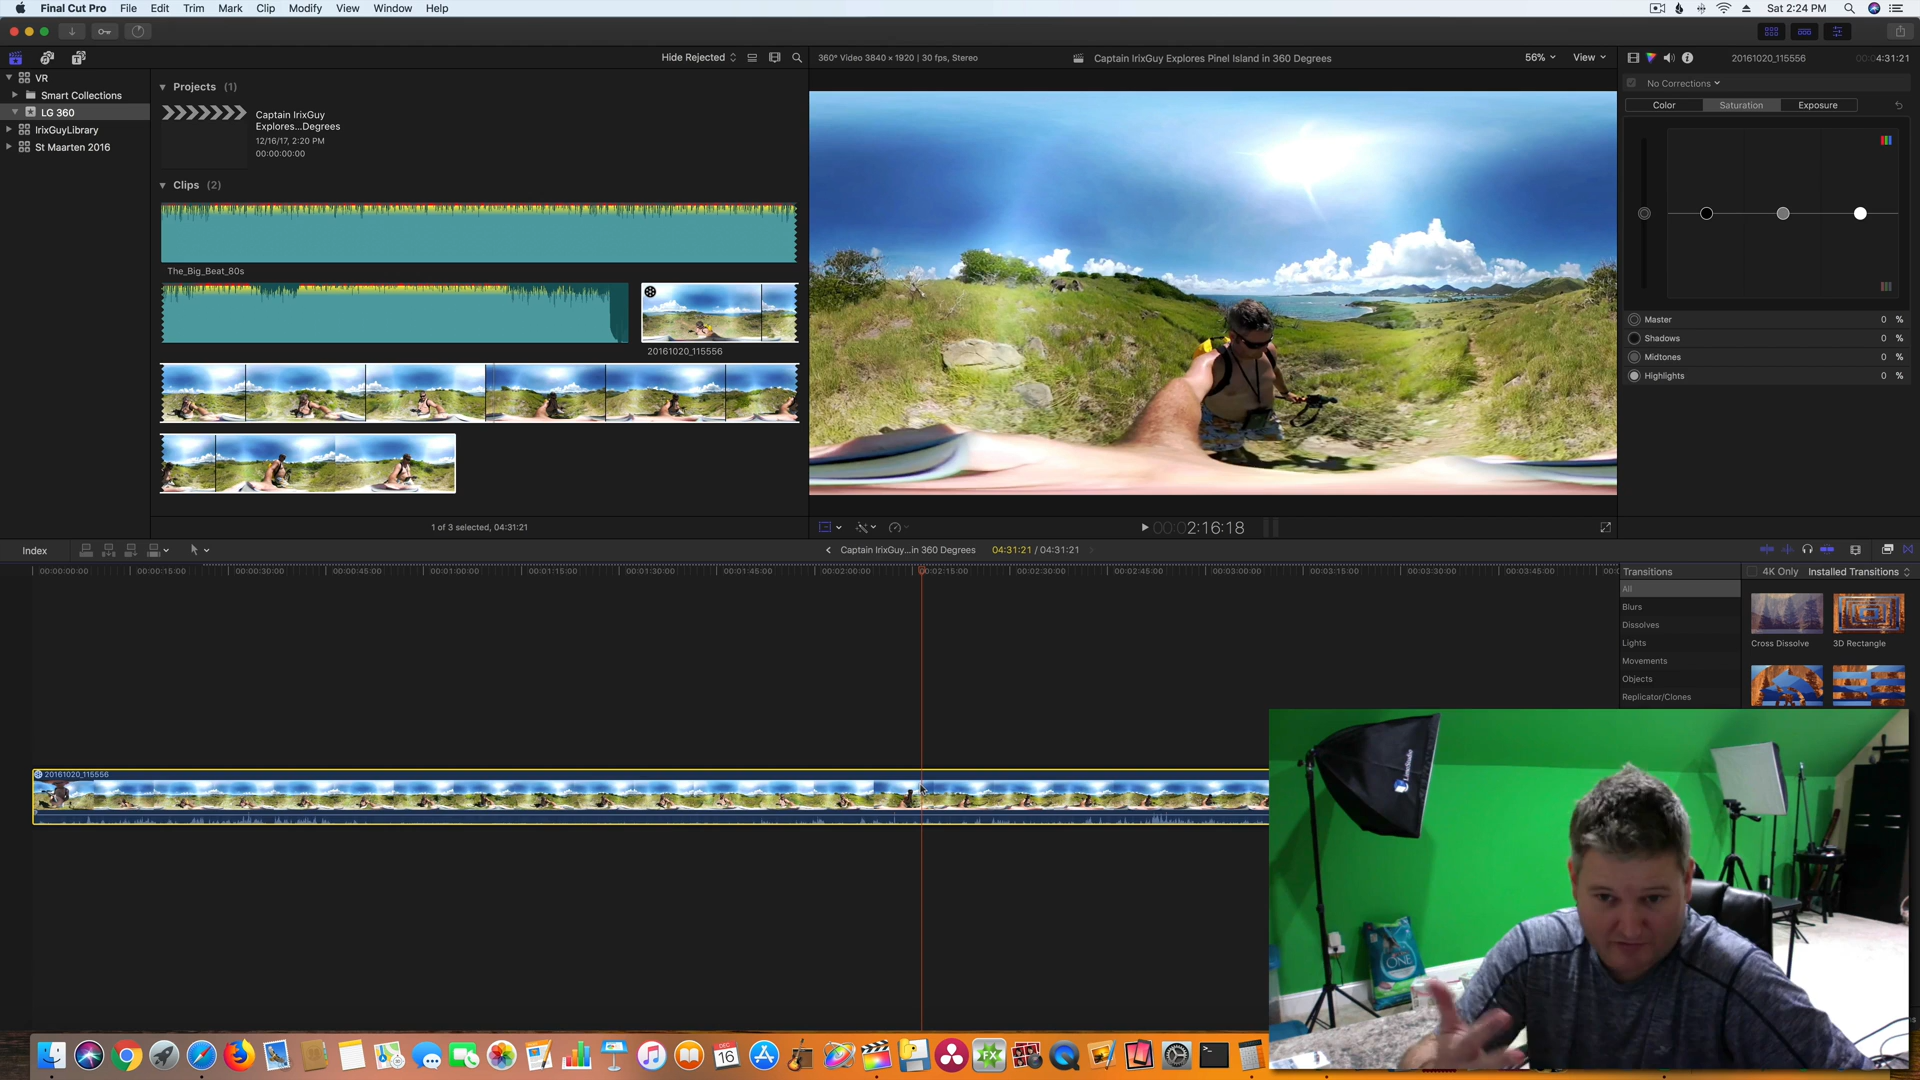 Final Cut Pro File Edit Trim Mark Clip Modify View Window Help
Sat 2:24 PM
Hide Rejected
360° Video 3840 × 1920 | 30 fps, Stereo
Captain IrixGuy Explores Pinel Island in 360 Degrees
56% View
20161020_115556
4:31:21
VR
Smart Collections
LG 360
IrixGuyLibrary
St Maarten 2016
Projects (1)
Captain IrixGuy
Explores...Degrees
12/16/17, 2:20 PM
00:00:00:00
Clips (2)
The_Big_Beat_80s
20161020_115556
1 of 3 selected, 04:31:21
00:00:2:16:18
No Corrections
Color Saturation Exposure
Master 0 %
Shadows 0 %
Midtones 0 %
Highlights 0 %
Index
Captain IrixGuy...in 360 Degrees
04:31:21 / 04:31:21
00:00:00:00 00:00:15:00 00:00:30:00 00:00:45:00 00:01:00:00 00:01:15:00 00:01:30:00 00:01:45:00 00:02:00:00 00:02:15:00 00:02:30:00 00:02:45:00 00:03:00:00 00:03:15:00 00:03:30:00 00:03:45:00
Transitions
4K Only Installed Transitions
All
Blurs
Dissolves
Lights
Movements
Objects
Replicator/Clones
Cross Dissolve
3D Rectangle
20161020_115556
DEC
16
FX
ONE